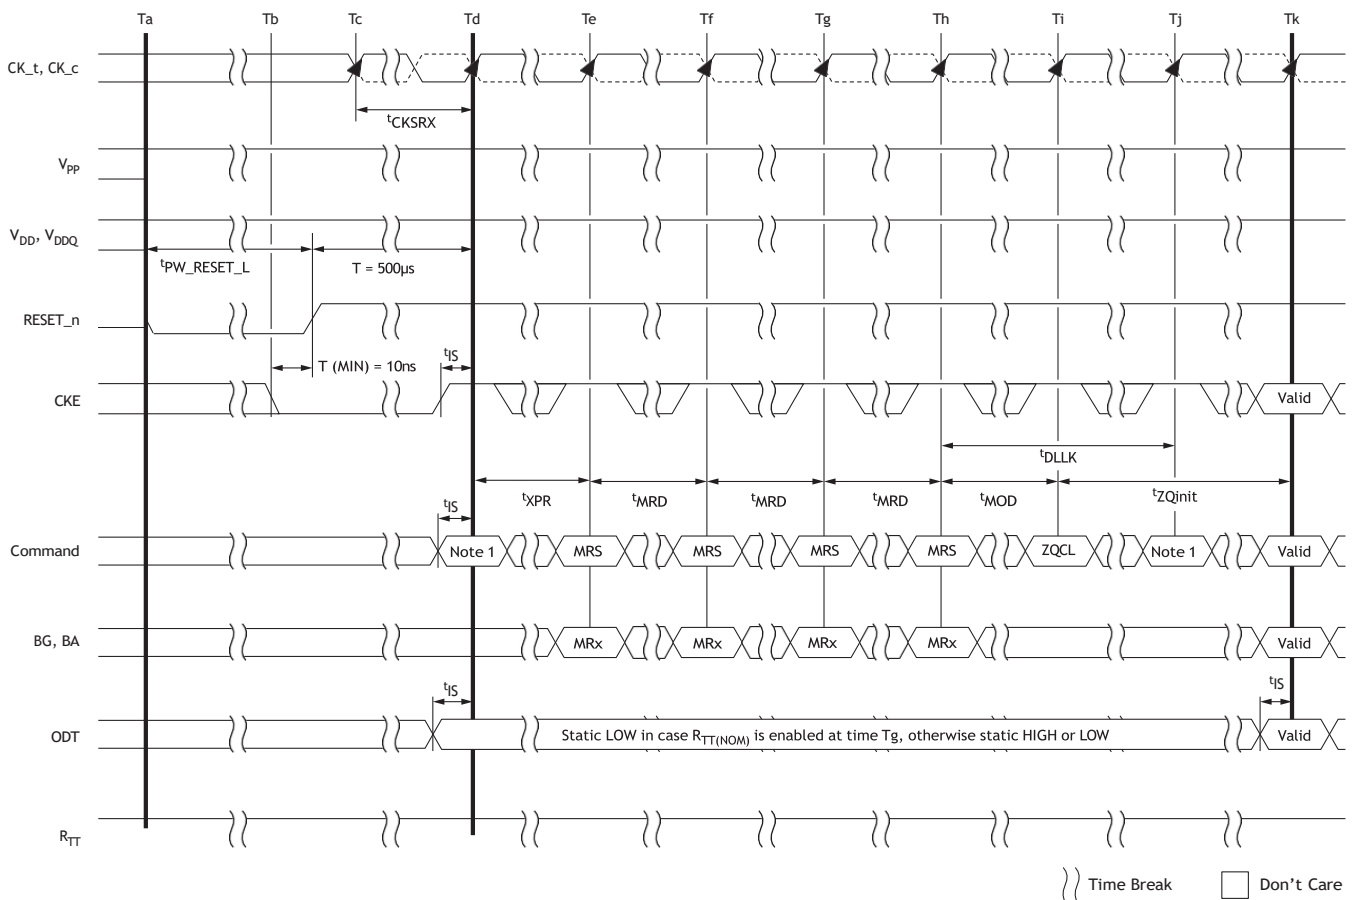 Ta Tb Tc Td Te Tf Tg Th Ti Tj Tk
CK_t, CK_c
tCKSRX
VPP
VDD, VDDQ
tPW_RESET_L T = 500µs
RESET_n
T (MIN) = 10ns tIS
CKE Valid
tDLLK
tXPR tMRD tMRD tMRD tMOD tZQinit
tIS
Command Note 1 MRS MRS MRS MRS ZQCL Note 1 Valid
BG, BA MRx MRx MRx MRx Valid
tIS tIS
ODT Static LOW in case RTT(NOM) is enabled at time Tg, otherwise static HIGH or LOW Valid
RTT
Time Break Don't Care